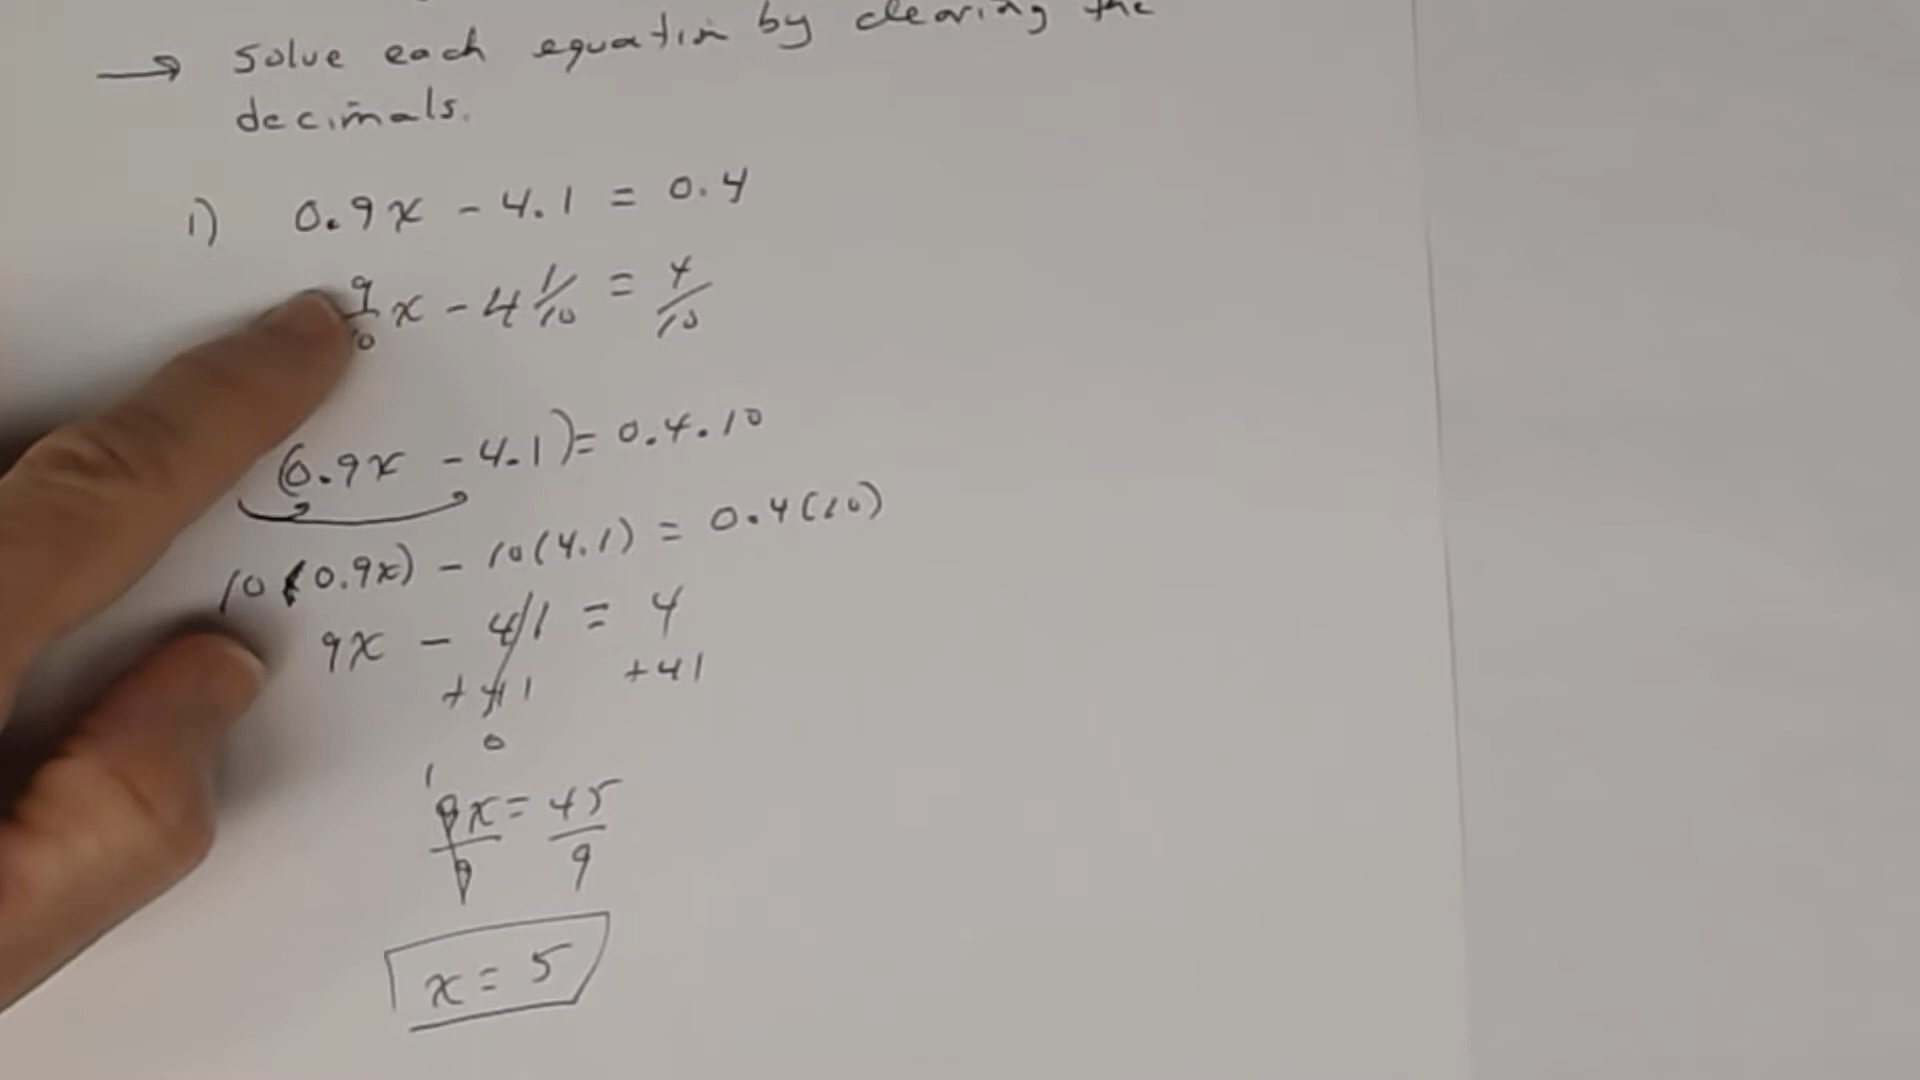 → Solve each equation by clearing the
decimals.
1) 0.9x - 4.1 = 0.4
9/10 x - 4 1/10 = 4/10
(0.9x - 4.1) = 0.4 . 10
10(0.9x) - 10(4.1) = 0.4(10)
9x - 41 = 4
+41 +41
0
1
9x = 45
9 9
x = 5